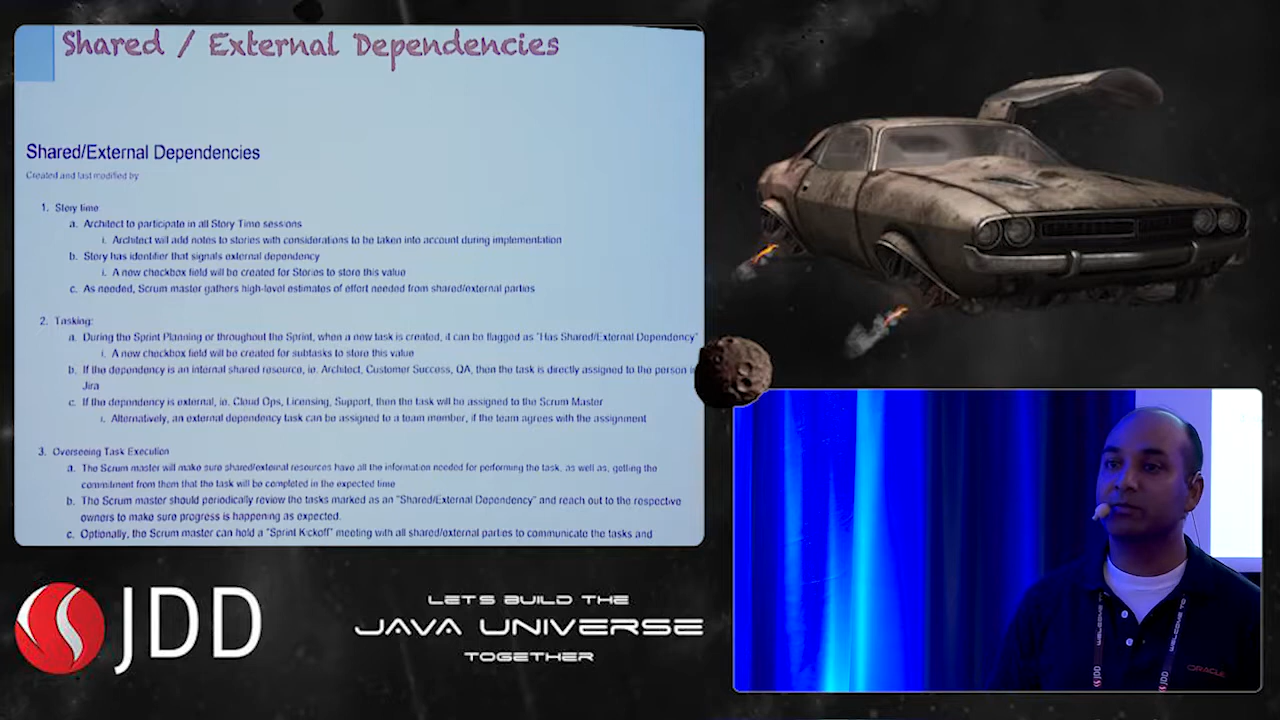 Shared / External Dependencies
Shared/External Dependencies
Created and last modified by
1. Story time
a. Architect to participate in all Story Time sessions
i. Architect will add notes to stories with considerations to be taken into account during implementation
b. Story has identifier that signals external dependency
i. A new checkbox field will be created for Stories to store this value
c. As needed, Scrum master gathers high-level estimates of effort needed from shared/external parties
2. Tasking:
a. During the Sprint Planning or throughout the Sprint, when a new task is created, it can be flagged as "Has Shared/External Dependency"
i. A new checkbox field will be created for subtasks to store this value
b. If the dependency is an internal shared resource, ie. Architect, Customer Success, QA, then the task is directly assigned to the person in
Jira
c. If the dependency is external, ie. Cloud Ops, Licensing, Support, then the task will be assigned to the Scrum Master
i. Alternatively, an external dependency task can be assigned to a team member, if the team agrees with the assignment
3. Overseeing Task Execution
a. The Scrum master will make sure shared/external resources have all the information needed for performing the task, as well as, getting the
commitment from them that the task will be completed in the expected time
b. The Scrum master should periodically review the tasks marked as an "Shared/External Dependency" and reach out to the respective
owners to make sure progress is happening as expected.
c. Optionally, the Scrum master can hold a "Sprint Kickoff" meeting with all shared/external parties to communicate the tasks and
JDD
LETS BUILD THE
JAVA UNIVERSE
TOGETHER
WELCOME TO
ORACLE